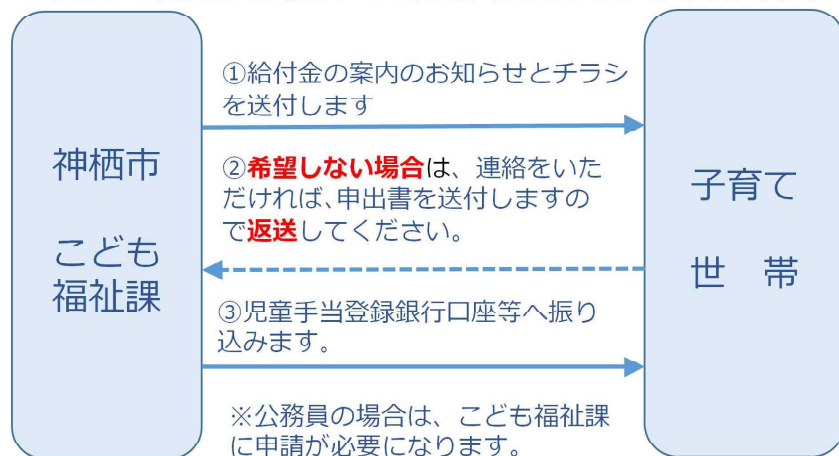 神栖市
こども
福祉課
①給付金の案内のお知らせとチラシ
を送付します
②希望しない場合は、連絡をいた
だければ、申出書を送付しますの
で返送してください。
③児童手当登録銀行口座等へ振り
込みます。
※公務員の場合は、こども福祉課
に申請が必要になります。
子育て
世　帯